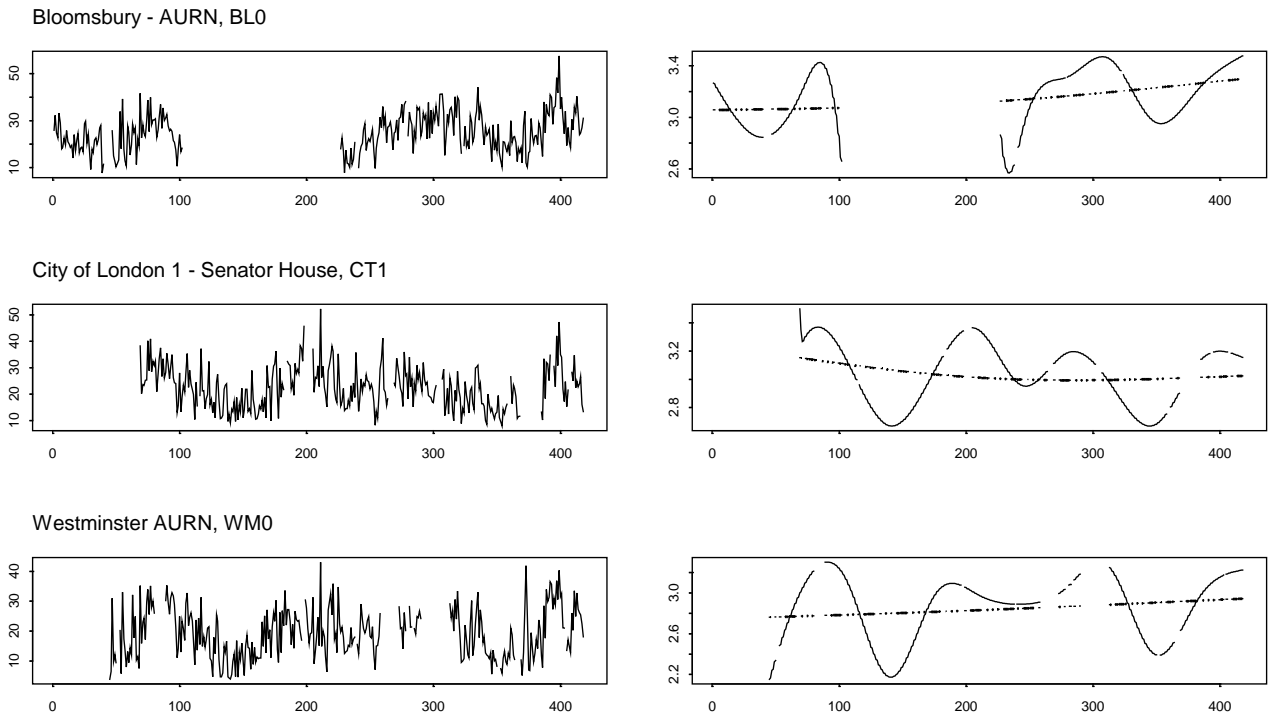 Bloomsbury - AURN, BL0
10 30 50
0 100 200 300 400
2.6 3.0 3.4
0 100 200 300 400
City of London 1 - Senator House, CT1
10 20 30 40 50
0 100 200 300 400
2.8 3.2
0 100 200 300 400
Westminster AURN, WM0
10 20 30 40
0 100 200 300 400
2.2 2.6 3.0
0 100 200 300 400